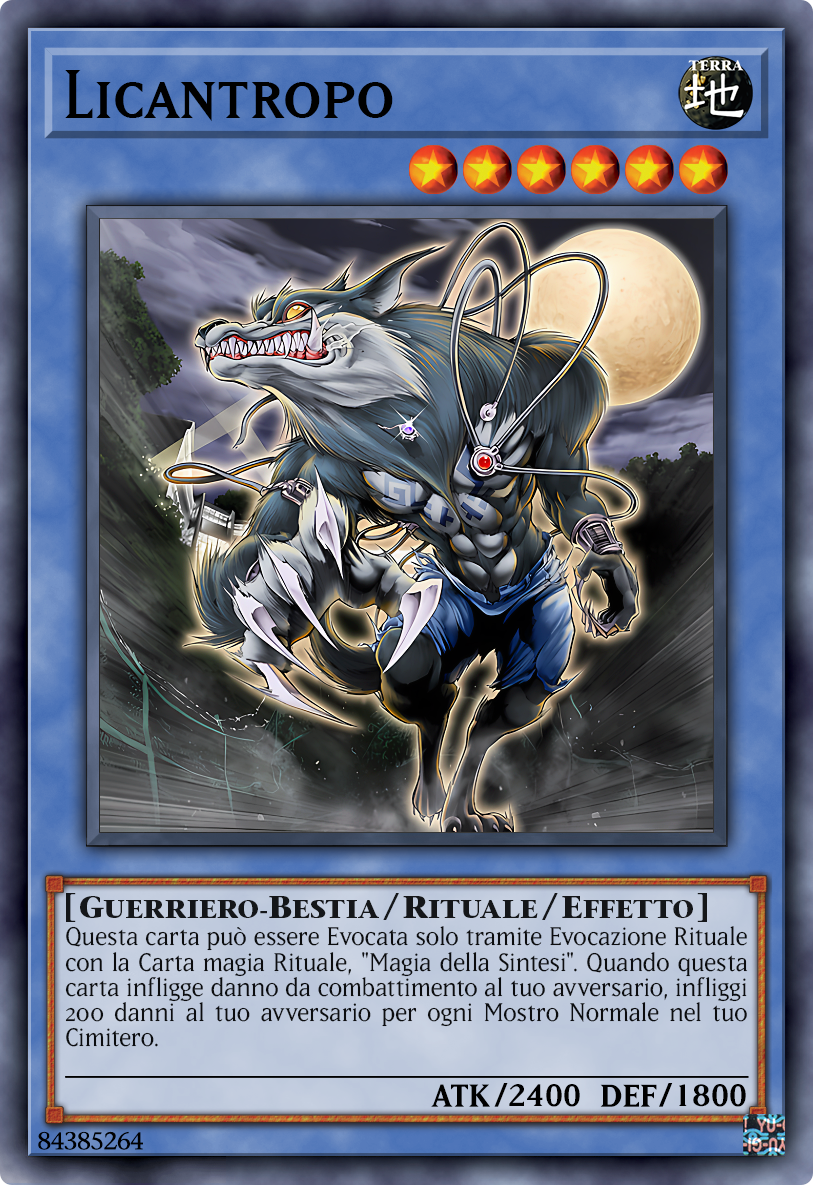 Licantropo
TERRA
地
[Guerriero-Bestia/Rituale/Effetto]
Questa carta può essere Evocata solo tramite Evocazione Rituale
con la Carta magia Rituale, "Magia della Sintesi". Quando questa
carta infligge danno da combattimento al tuo avversario, infliggi
200 danni al tuo avversario per ogni Mostro Normale nel tuo
Cimitero.
ATK/2400 DEF/1800
84385264